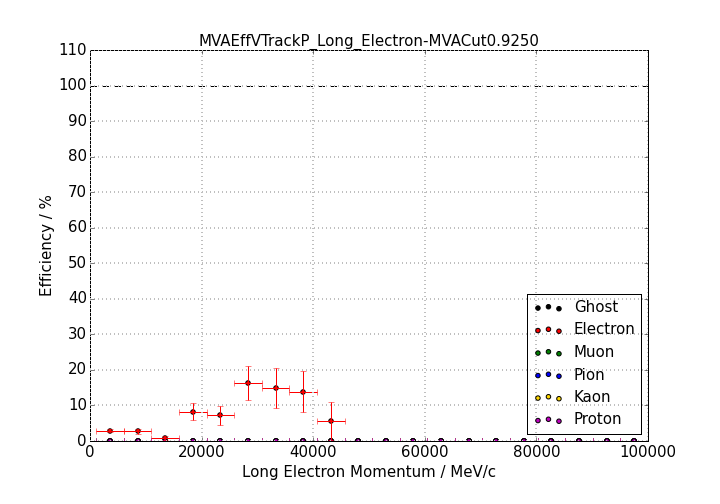 MVAEffVTrackP_Long_Electron-MVACut0.9250
110
100
90
80
70
60
50
40
30
20
10
0
Efficiency / %
0 20000 40000 60000 80000 100000
Long Electron Momentum / MeV/c
Ghost
Electron
Muon
Pion
Kaon
Proton